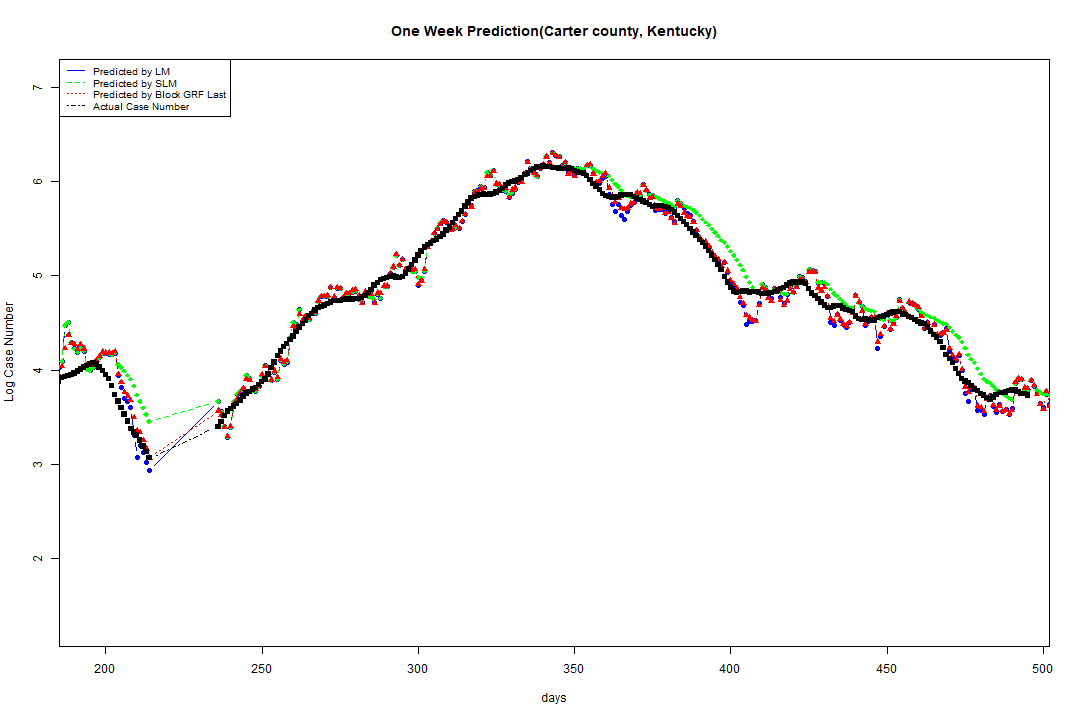 One Week Prediction(Carter county, Kentucky)
Predicted by LM
Predicted by SLM
Predicted by Block GRF Last
Actual Case Number
7
6
5
4
3
2
Log Case Number
200 250 300 350 400 450 500
days